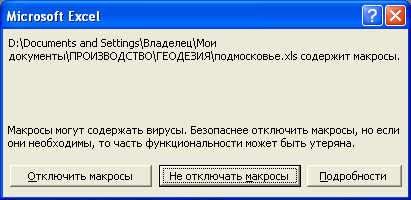 Microsoft Excel
D:\Documents and Settings\Владелец\Мои
документы\ПРОИЗВОДСТВО\ГЕОДЕЗИЯ\подмосковье.xls содержит макросы.
Макросы могут содержать вирусы. Безопаснее отключить макросы, но если
они необходимы, то часть функциональности может быть утеряна.
Отключить макросы Не отключать макросы Подробности